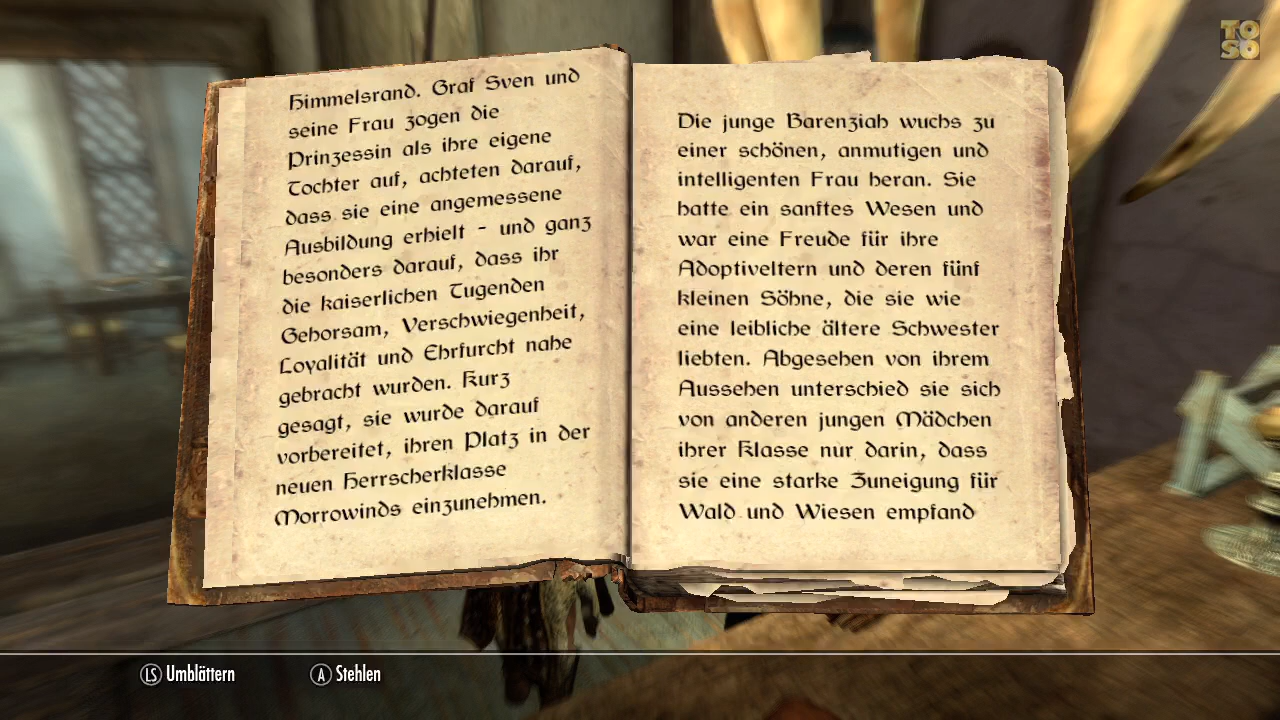 Himmelsrand. Graf Sven und
seine Frau zogen die
Prinzessin als ihre eigene
Tochter auf, achteten darauf,
dass sie eine angemessene
Ausbildung erhielt - und ganz
besonders darauf, dass ihr
die kaiserlichen Tugenden
Gehorsam, Verschwiegenheit,
Loyalität und Ehrfurcht nahe
gebracht wurden. Kurz
gesagt, sie wurde darauf
vorbereitet, ihren Platz in der
neuen Herrscherklasse
Morrowinds einzunehmen.
Die junge Barenziah wuchs zu
einer schönen, anmutigen und
intelligenten Frau heran. Sie
hatte ein sanftes Wesen und
war eine Freude für ihre
Adoptiveltern und deren fünf
kleinen Söhne, die sie wie
eine leibliche ältere Schwester
liebten. Abgesehen von ihrem
Aussehen unterschied sie sich
von anderen jungen Mädchen
ihrer Klasse nur darin, dass
sie eine starke Zuneigung für
Wald und Wiesen empfand
TO
SO
LS Umblättern
A Stehlen